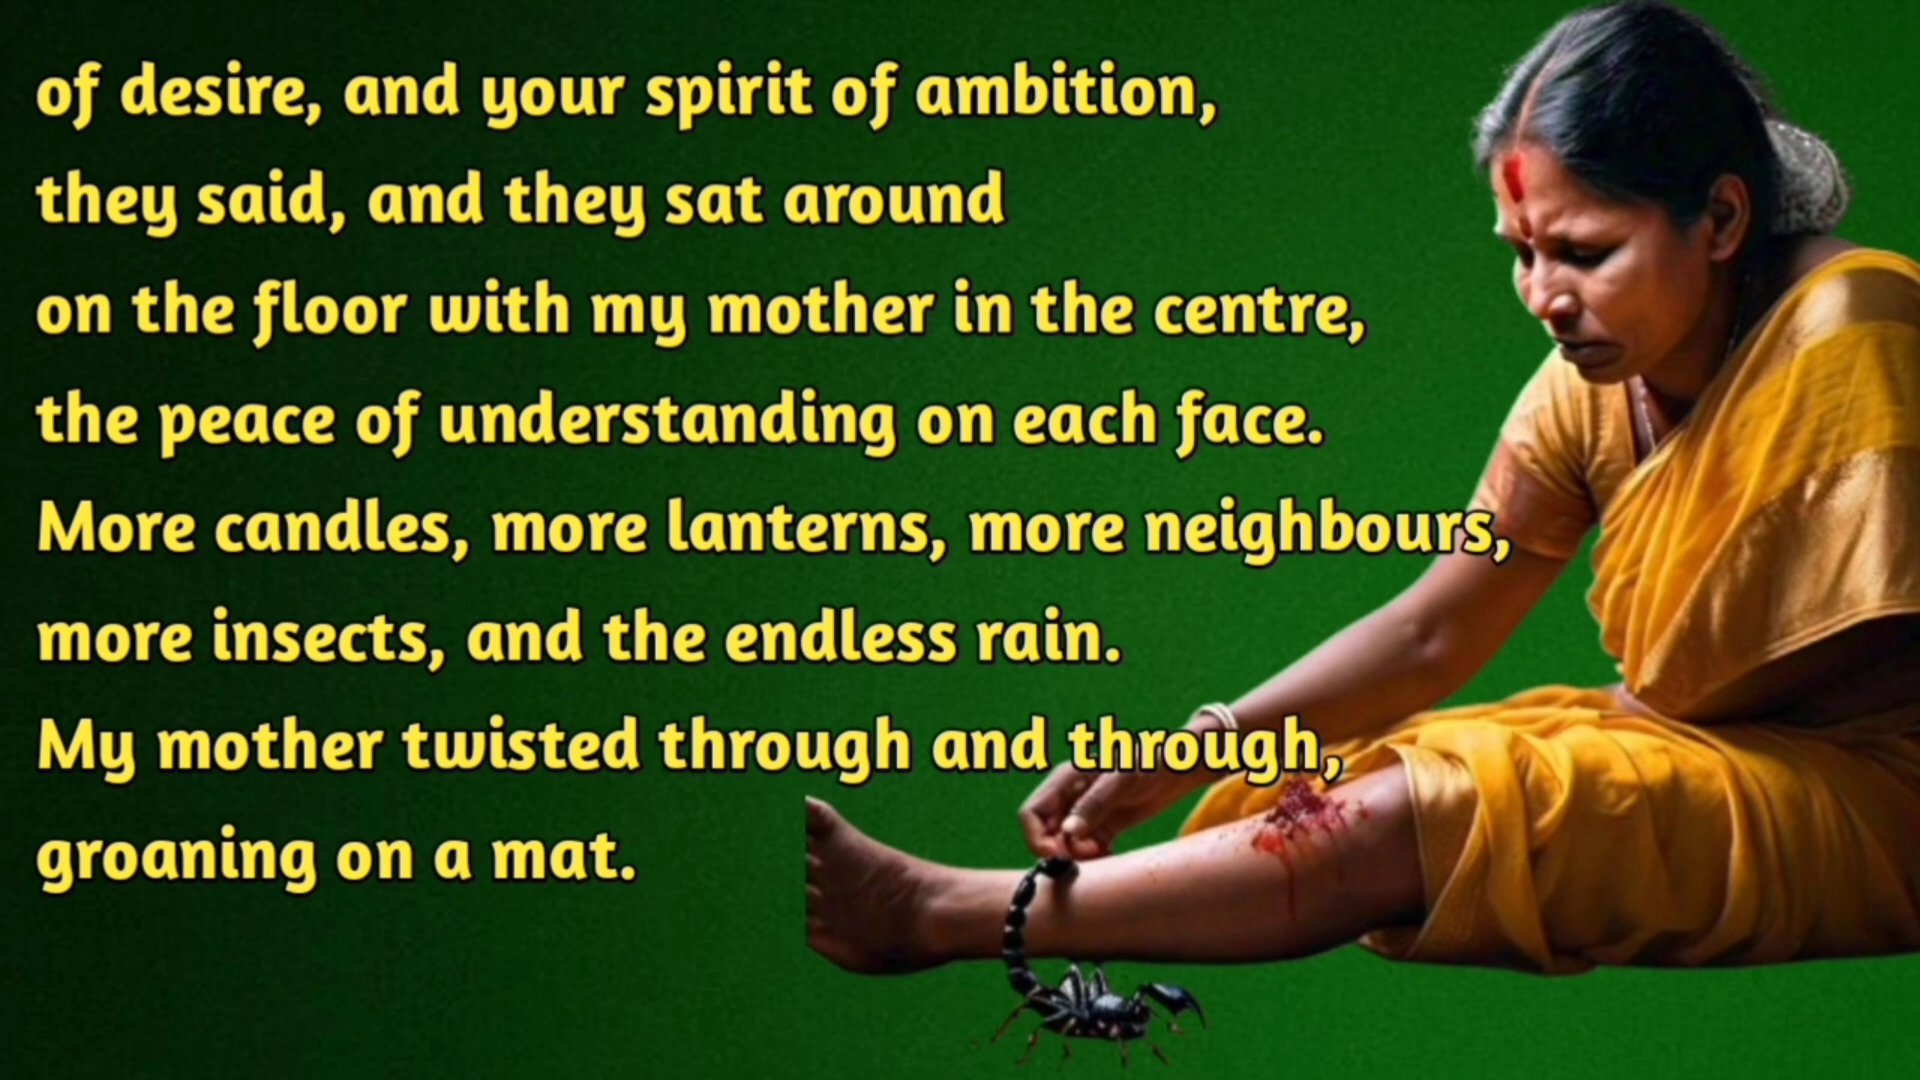 of desire, and your spirit of ambition,
they said, and they sat around
on the floor with my mother in the centre,
the peace of understanding on each face.
More candles, more lanterns, more neighbours,
more insects, and the endless rain.
My mother twisted through and through,
groaning on a mat.